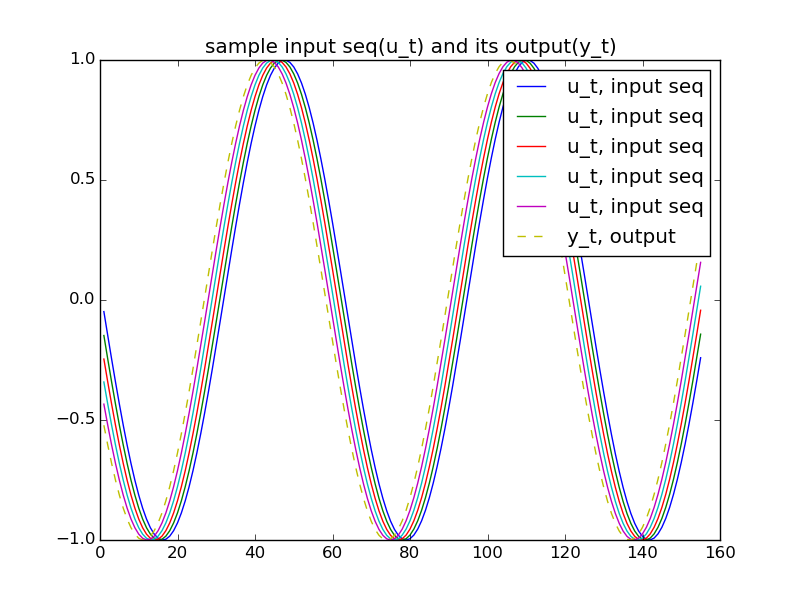 sample input seq(u_t) and its output(y_t)
1.0
0.5
0.0
−0.5
−1.0
0 20 40 60 80 100 120 140 160
u_t, input seq
u_t, input seq
u_t, input seq
u_t, input seq
u_t, input seq
y_t, output